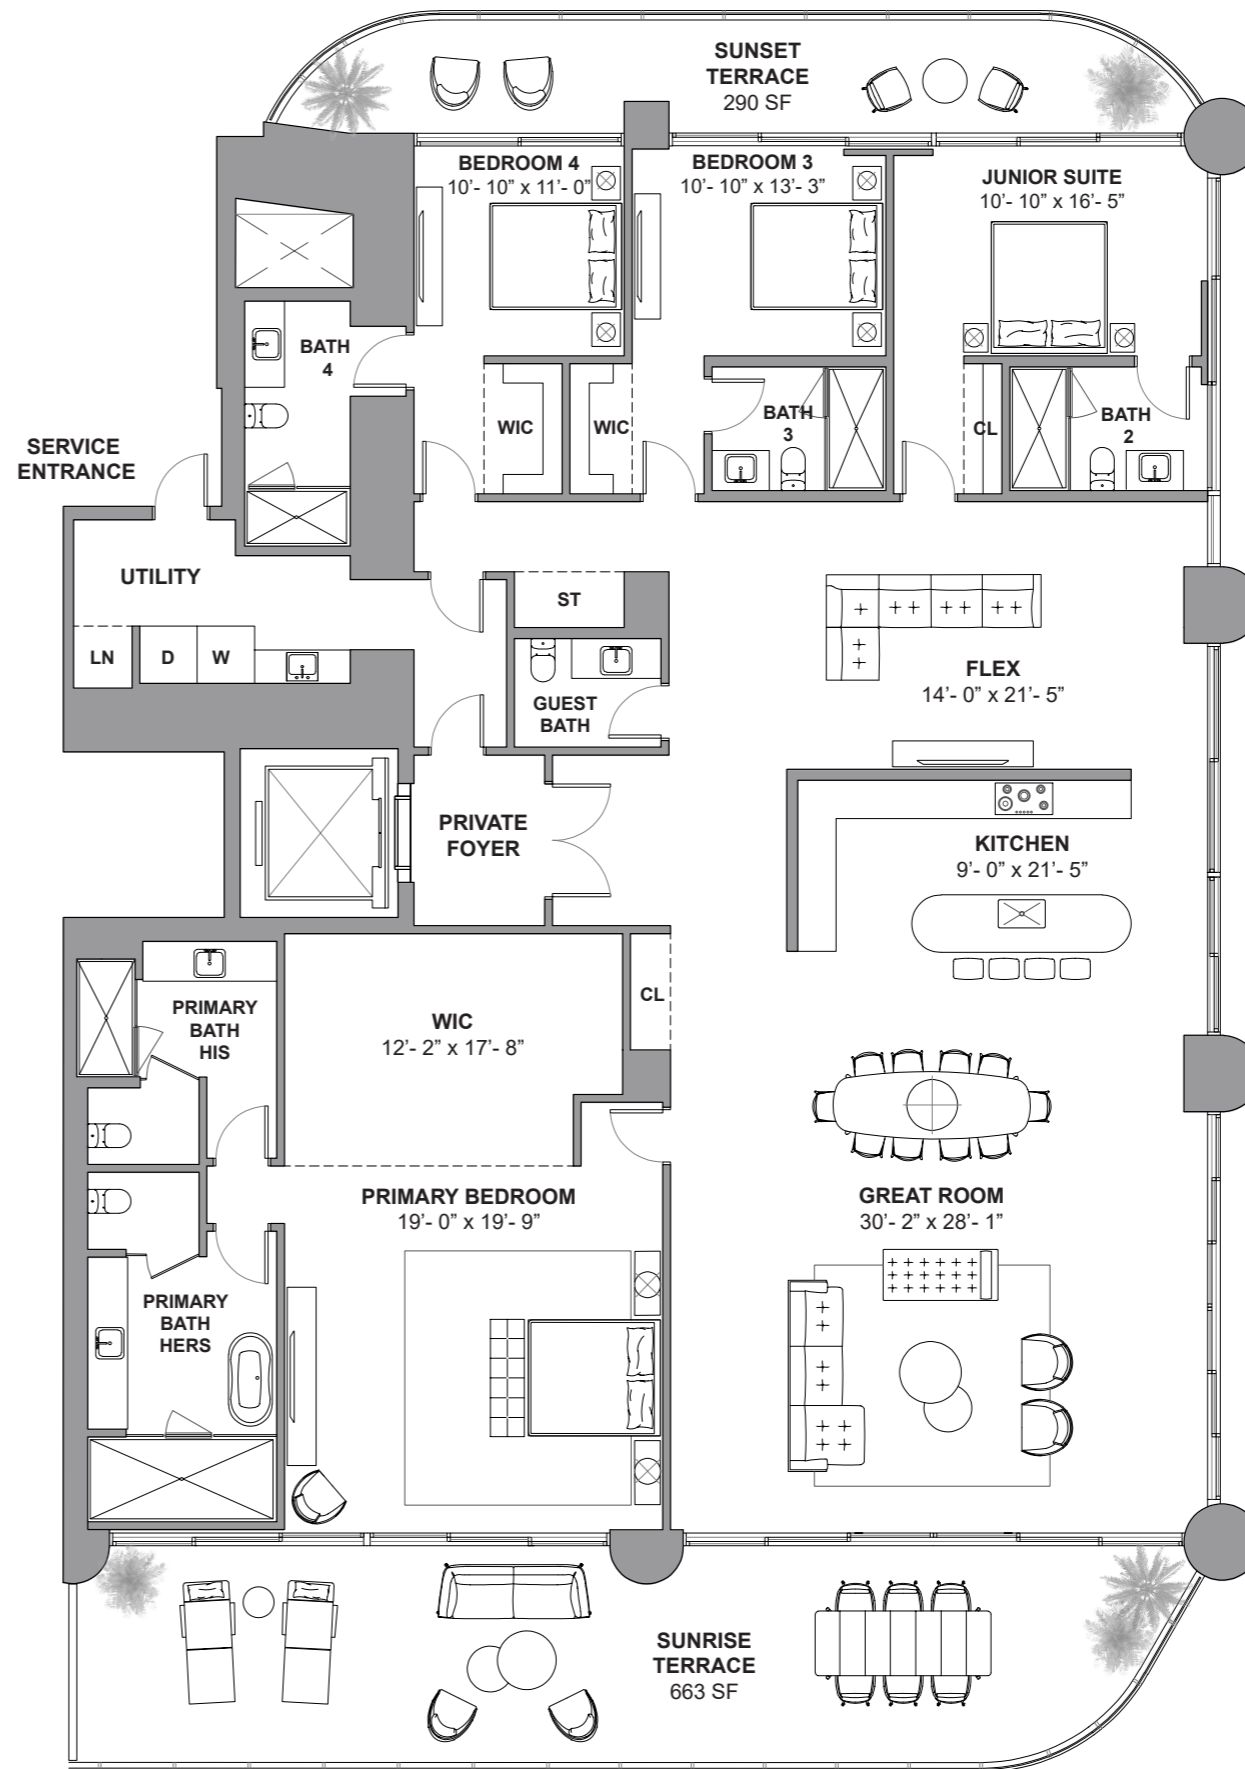 SUNSET
TERRACE
290 SF
BEDROOM 4
10’- 10” x 11’- 0”
BEDROOM 3
10’- 10” x 13’- 3”
JUNIOR SUITE
10’- 10” x 16’- 5”
BATH
4
WIC
WIC
BATH
3
CL
BATH
2
SERVICE
ENTRANCE
UTILITY
ST
LN
D
W
GUEST
BATH
FLEX
14’- 0” x 21’- 5”
PRIVATE
FOYER
KITCHEN
9’- 0” x 21’- 5”
PRIMARY
BATH
HIS
WIC
12’- 2” x 17’- 8”
CL
PRIMARY BEDROOM
19’- 0” x 19’- 9”
GREAT ROOM
30’- 2” x 28’- 1”
PRIMARY
BATH
HERS
SUNRISE
TERRACE
663 SF